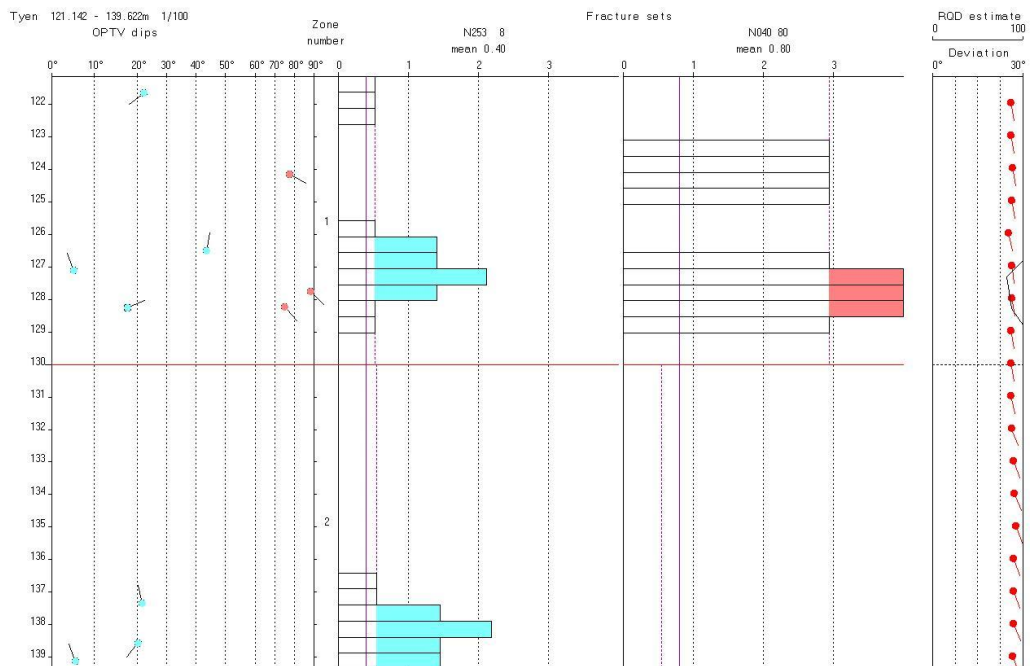 Tyen 121.142 - 139.622m 1/100
OPTV dips
Zone
number
Fracture sets
N253 8
mean 0.40
N040 80
mean 0.80
RQD estimate
0 100
Deviation
0° 10° 20° 30° 40° 50° 60° 70° 80° 90° 0 1 2 3 0 1 2 3 0° 30°
122
123
124
125
1
126
127
128
129
130
131
132
133
134
2
135
136
137
138
139